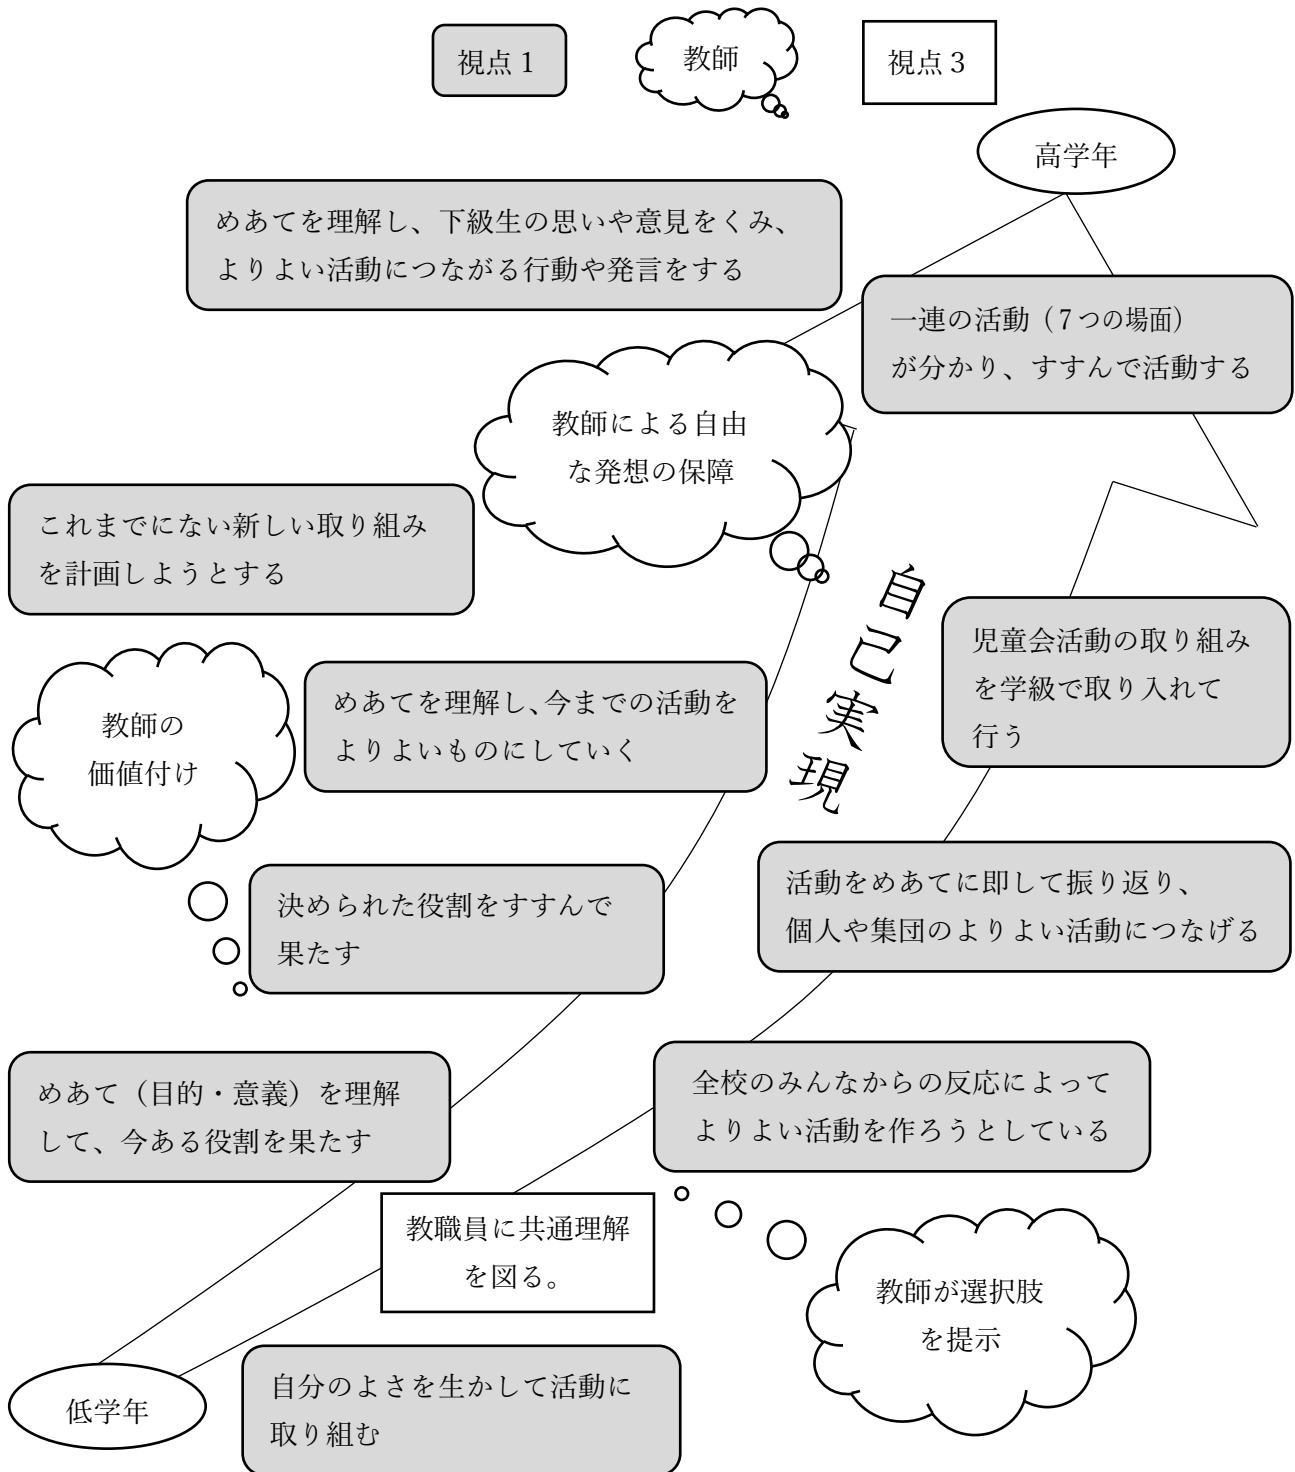 視点１
教師
視点３
高学年
めあてを理解し、下級生の思いや意見をくみ、
よりよい活動につながる行動や発言をする
一連の活動（７つの場面）
が分かり、すすんで活動する
教師による自由
な発想の保障
これまでにない新しい取り組み
を計画しようとする
自己実現
児童会活動の取り組み
を学級で取り入れて
行う
教師の
価値付け
めあてを理解し、今までの活動を
よりよいものにしていく
活動をめあてに即して振り返り、
個人や集団のよりよい活動につなげる
決められた役割をすすんで
果たす
めあて（目的・意義）を理解
して、今ある役割を果たす
全校のみんなからの反応によって
よりよい活動を作ろうとしている
教職員に共通理解
を図る。
教師が選択肢
を提示
低学年
自分のよさを生かして活動に
取り組む